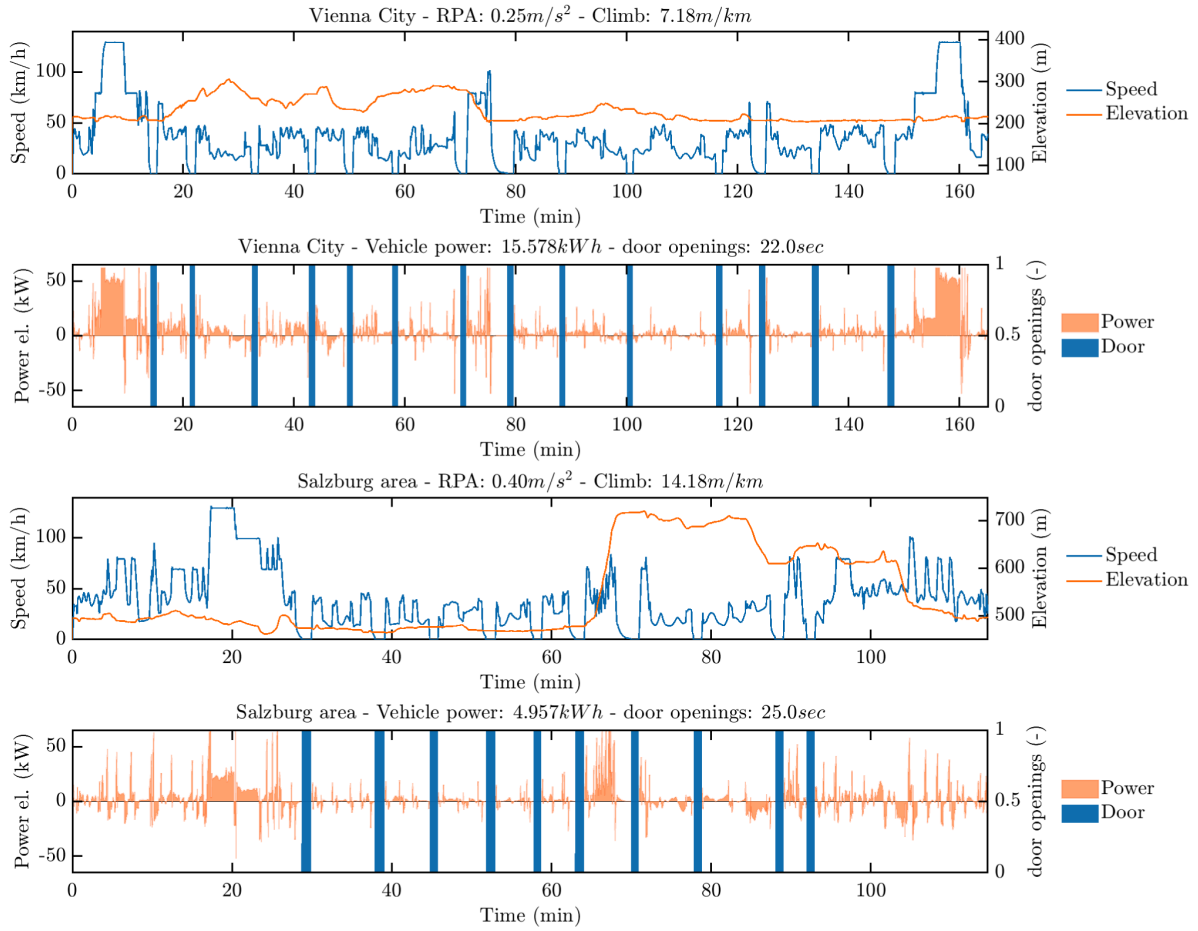 Vienna City - RPA: 0.25m/s² - Climb: 7.18m/km
Speed (km/h)
100
50
0
400
300
200
100
Elevation (m)
Speed
Elevation
0 20 40 60 80 100 120 140 160
Time (min)
Vienna City - Vehicle power: 15.578kWh - door openings: 22.0sec
Power el. (kW)
50
0
-50
1
0.5
0
door openings (-)
Power
Door
0 20 40 60 80 100 120 140 160
Time (min)
Salzburg area - RPA: 0.40m/s² - Climb: 14.18m/km
Speed (km/h)
100
50
0
700
600
500
Elevation (m)
Speed
Elevation
0 20 40 60 80 100
Time (min)
Salzburg area - Vehicle power: 4.957kWh - door openings: 25.0sec
Power el. (kW)
50
0
-50
1
0.5
0
door openings (-)
Power
Door
0 20 40 60 80 100
Time (min)